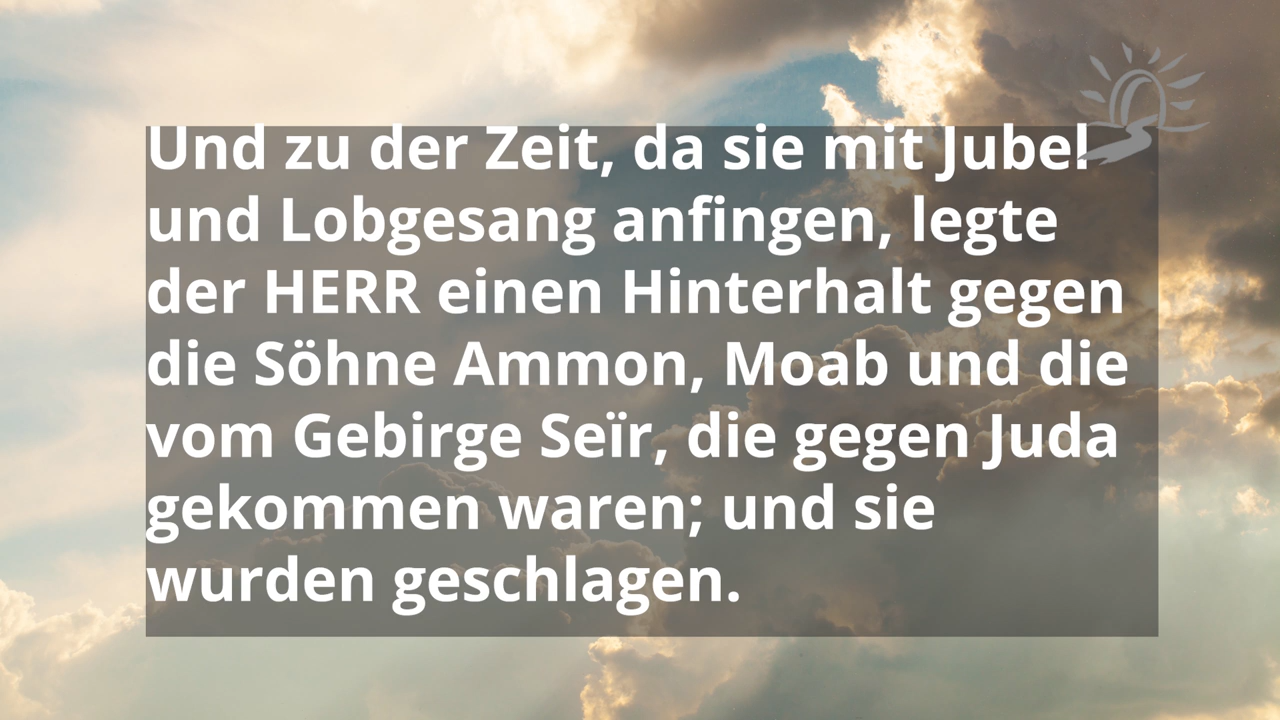 Und zu der Zeit, da sie mit Jubel
und Lobgesang anfingen, legte
der HERR einen Hinterhalt gegen
die Söhne Ammon, Moab und die
vom Gebirge Seïr, die gegen Juda
gekommen waren; und sie
wurden geschlagen.